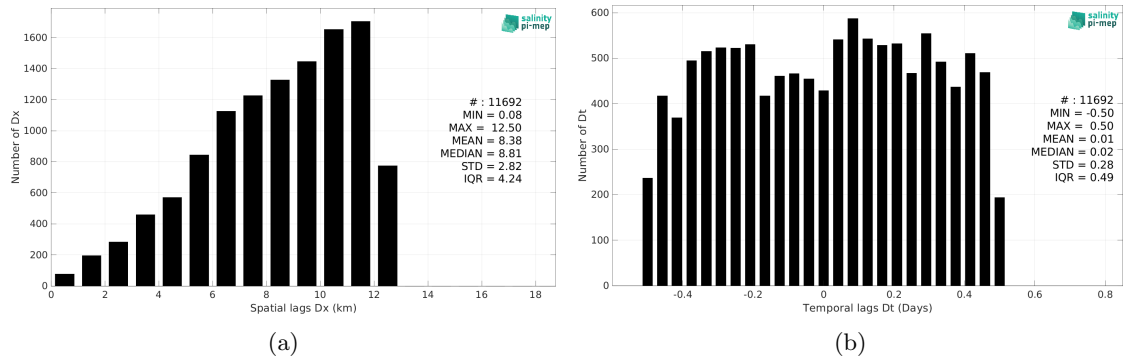 1600
1400
1200
1000
800
600
400
200
0
Number of Dx
0 2 4 6 8 10 12 14 16 18
Spatial lags Dx (km)
salinity
pi-mep
# : 11692
MIN = 0.08
MAX = 12.50
MEAN = 8.38
MEDIAN = 8.81
STD = 2.82
IQR = 4.24
(a)
600
500
400
300
200
100
0
Number of Dt
-0.4 -0.2 0 0.2 0.4 0.6 0.8
Temporal lags Dt (Days)
salinity
pi-mep
# : 11692
MIN = -0.50
MAX = 0.50
MEAN = 0.01
MEDIAN = 0.02
STD = 0.28
IQR = 0.49
(b)